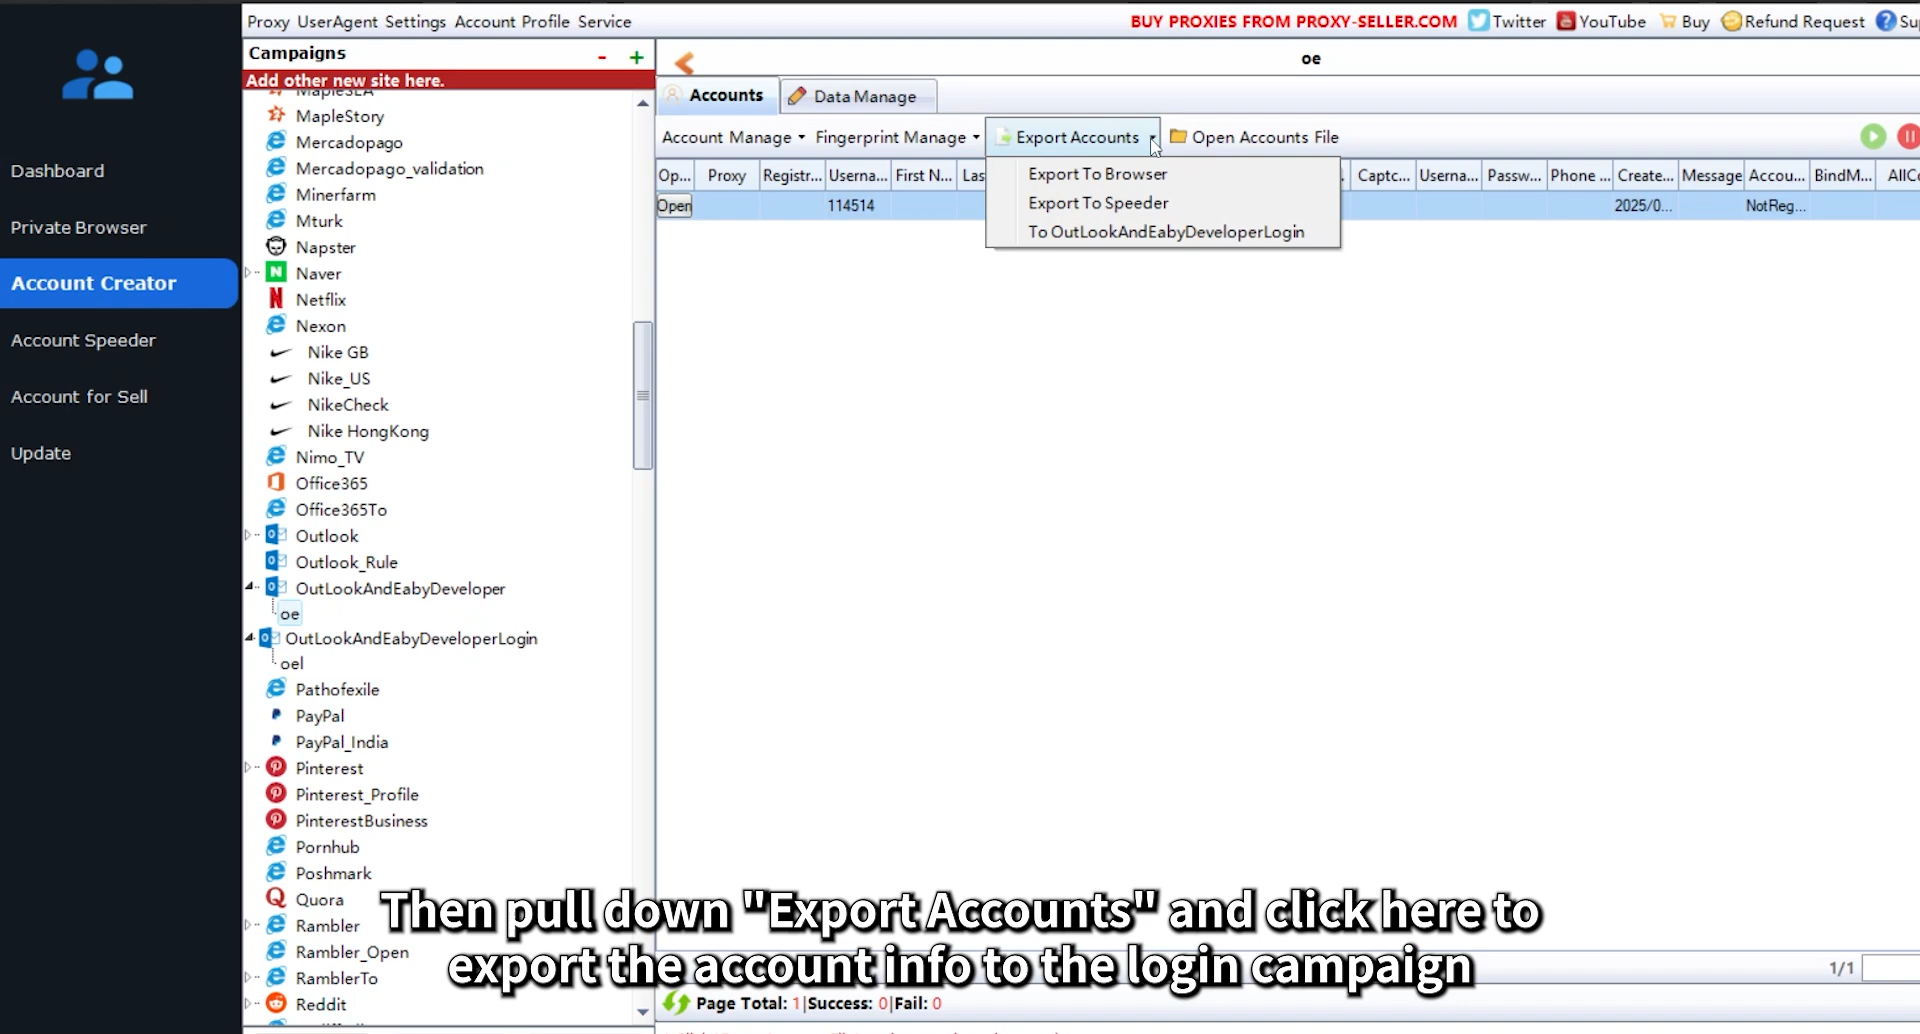 Proxy UserAgent Settings Account Profile Service
BUY PROXIES FROM PROXY-SELLER.COM Twitter YouTube Buy Refund Request
Campaigns - +
oe
Add other new site here.
Accounts Data Manage
Account Manage Fingerprint Manage Export Accounts Open Accounts File
Op... Proxy Registr... Userna... First N... Captc... Userna... Passw... Phone ... Create... Message Accou... BindM...
Open 114514 2025/0... NotReg...
Export To Browser
Export To Speeder
To OutLookAndEabyDeveloperLogin
Dashboard
Private Browser
Account Creator
Account Speeder
Account for Sell
Update
MapleSEA
MapleStory
Mercadopago
Mercadopago_validation
Minerfarm
Mturk
Napster
Naver
Netflix
Nexon
Nike GB
Nike_US
NikeCheck
Nike HongKong
Nimo_TV
Office365
Office365To
Outlook
Outlook_Rule
OutLookAndEabyDeveloper
oe
OutLookAndEabyDeveloperLogin
oel
Pathofexile
PayPal
PayPal_India
Pinterest
Pinterest_Profile
PinterestBusiness
Pornhub
Poshmark
Quora
Rambler
Rambler_Open
RamblerTo
Reddit
Then pull down "Export Accounts" and click here to
export the account info to the login campaign
1/1
Page Total: 1|Success: 0|Fail: 0